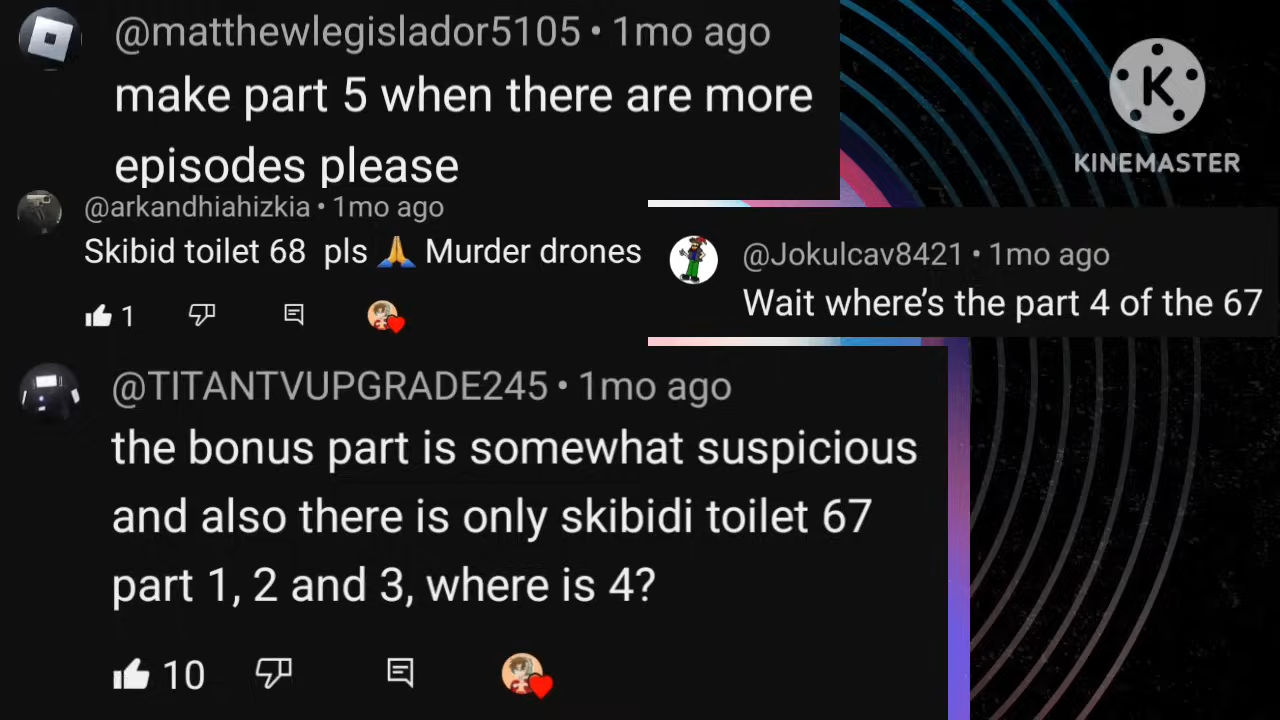 @matthewlegislador5105 • 1mo ago
make part 5 when there are more
episodes please
K
KINEMASTER
@arkandhiahizkia • 1mo ago
Skibid toilet 68 pls 🙏 Murder drones
1
@Jokulcav8421 • 1mo ago
Wait where's the part 4 of the 67
@TITANTVUPGRADE245 • 1mo ago
the bonus part is somewhat suspicious
and also there is only skibidi toilet 67
part 1, 2 and 3, where is 4?
10